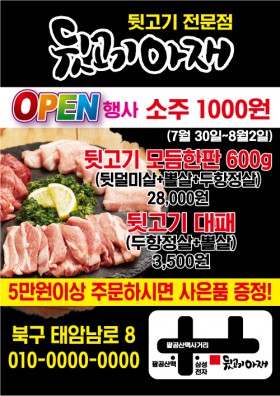 뒷고기 전문점
뒷고기아재
OPEN행사 소주 1000원
(7월 30일~8월2일)
뒷고기 모듬한판 600g
(뒷덜미살+뽈살+두항정살)
28,000원
뒷고기 대패
(두항정살+뽈살)
3,500원
5만원이상 주문하시면 사은품 증정!
북구 태암남로 8
010-0000-0000
팔공산맥사거리
팔공산맥
삼성
전자
뒷고기아재